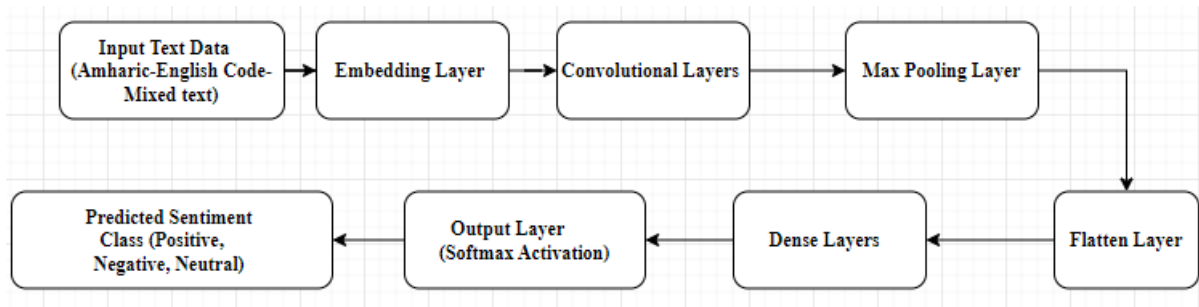 Input Text Data
(Amharic-English Code-
Mixed text)
Embedding Layer
Convolutional Layers
Max Pooling Layer
Flatten Layer
Dense Layers
Output Layer
(Softmax Activation)
Predicted Sentiment
Class (Positive,
Negative, Neutral)